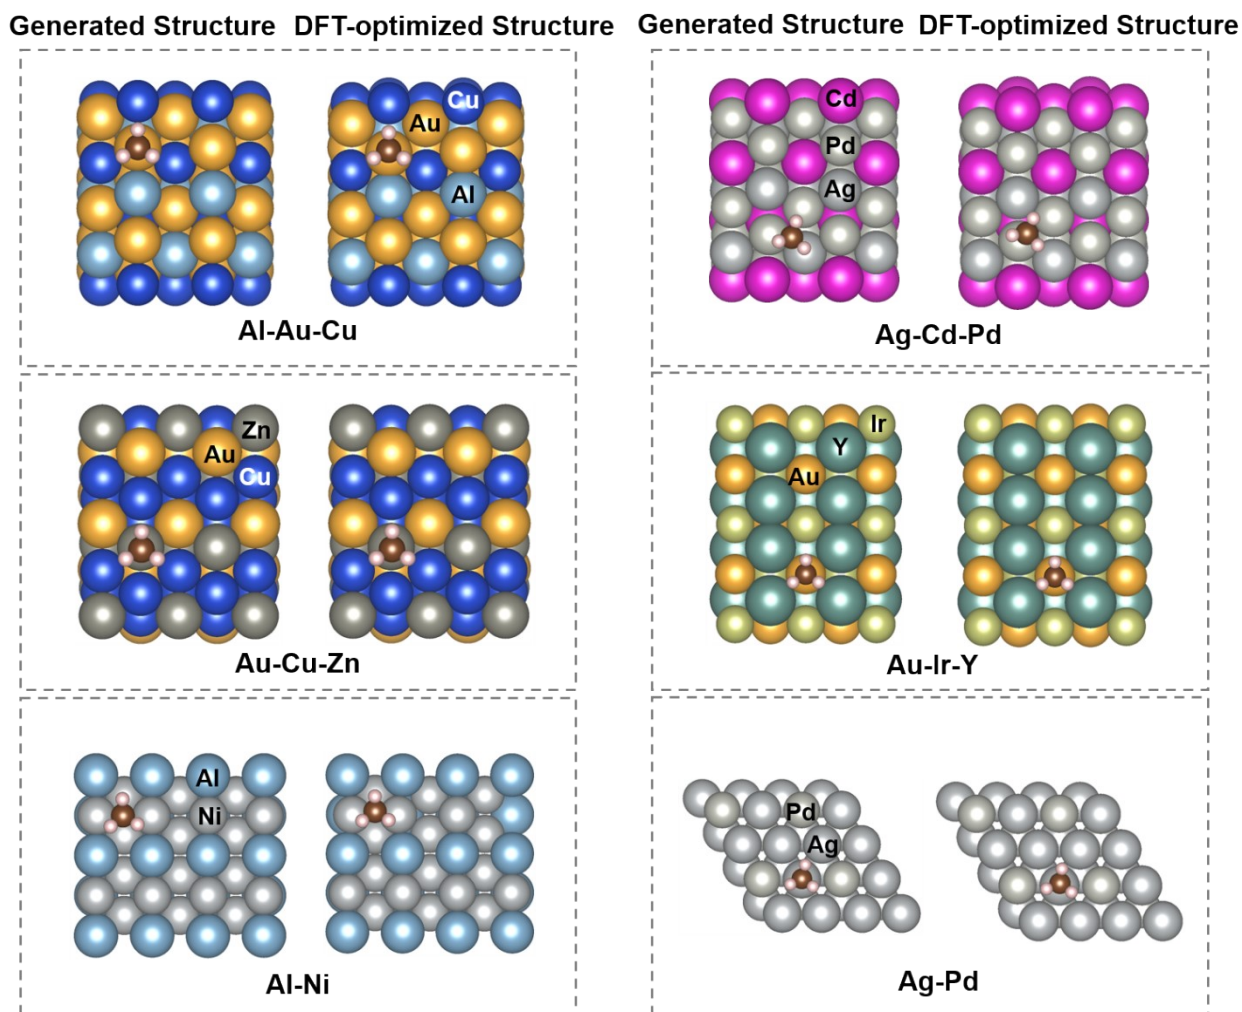 Generated Structure DFT-optimized Structure
Cu
Au
Al
Al-Au-Cu
Zn
Au
Cu
Au-Cu-Zn
Al
Ni
Al-Ni
Generated Structure DFT-optimized Structure
Cd
Pd
Ag
Ag-Cd-Pd
Ir
Y
Au
Au-Ir-Y
Pd
Ag
Ag-Pd